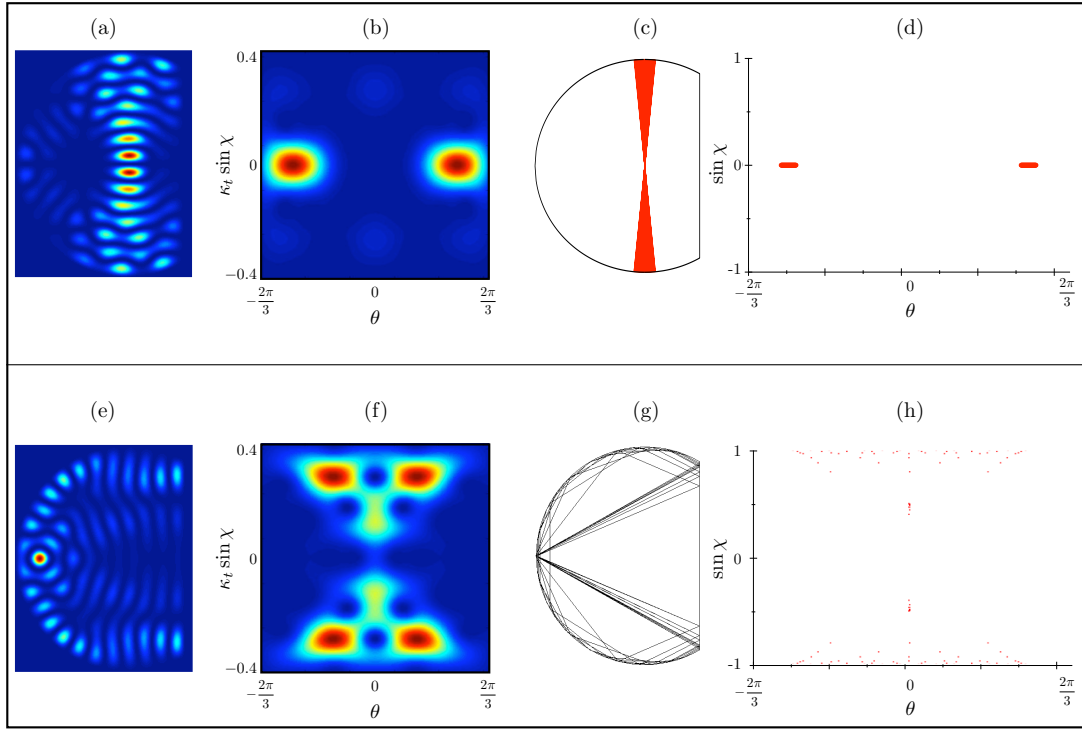 (a) (b) (c) (d)
0.4
κ_t sin χ
0
−0.4
−2π/3 0 2π/3
θ
1
sin χ
0
-1
−2π/3 0 2π/3
θ
(e) (f) (g) (h)
0.4
κ_t sin χ
0
−0.4
−2π/3 0 2π/3
θ
1
sin χ
0
-1
−2π/3 0 2π/3
θ